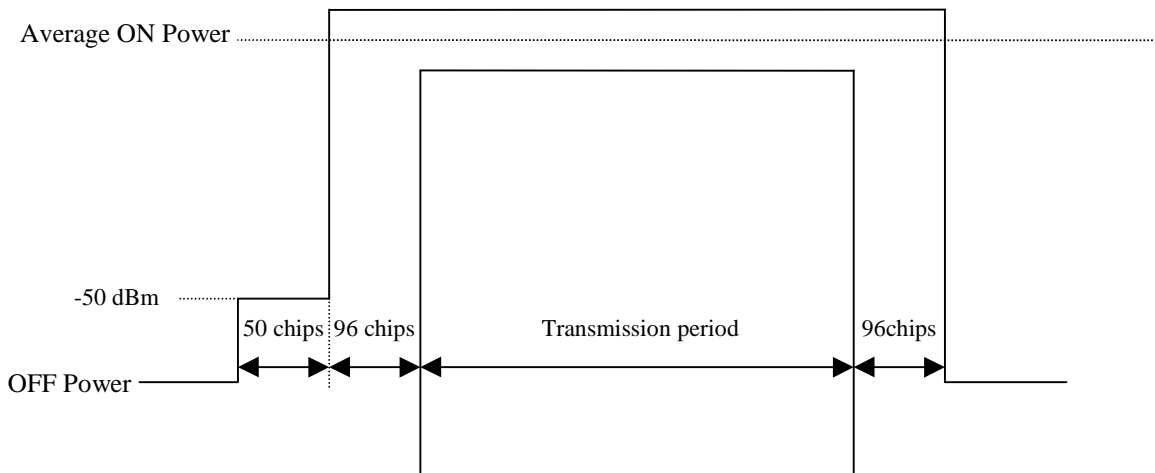 Average ON Power
-50 dBm
50 chips
96 chips
Transmission period
96chips
OFF Power